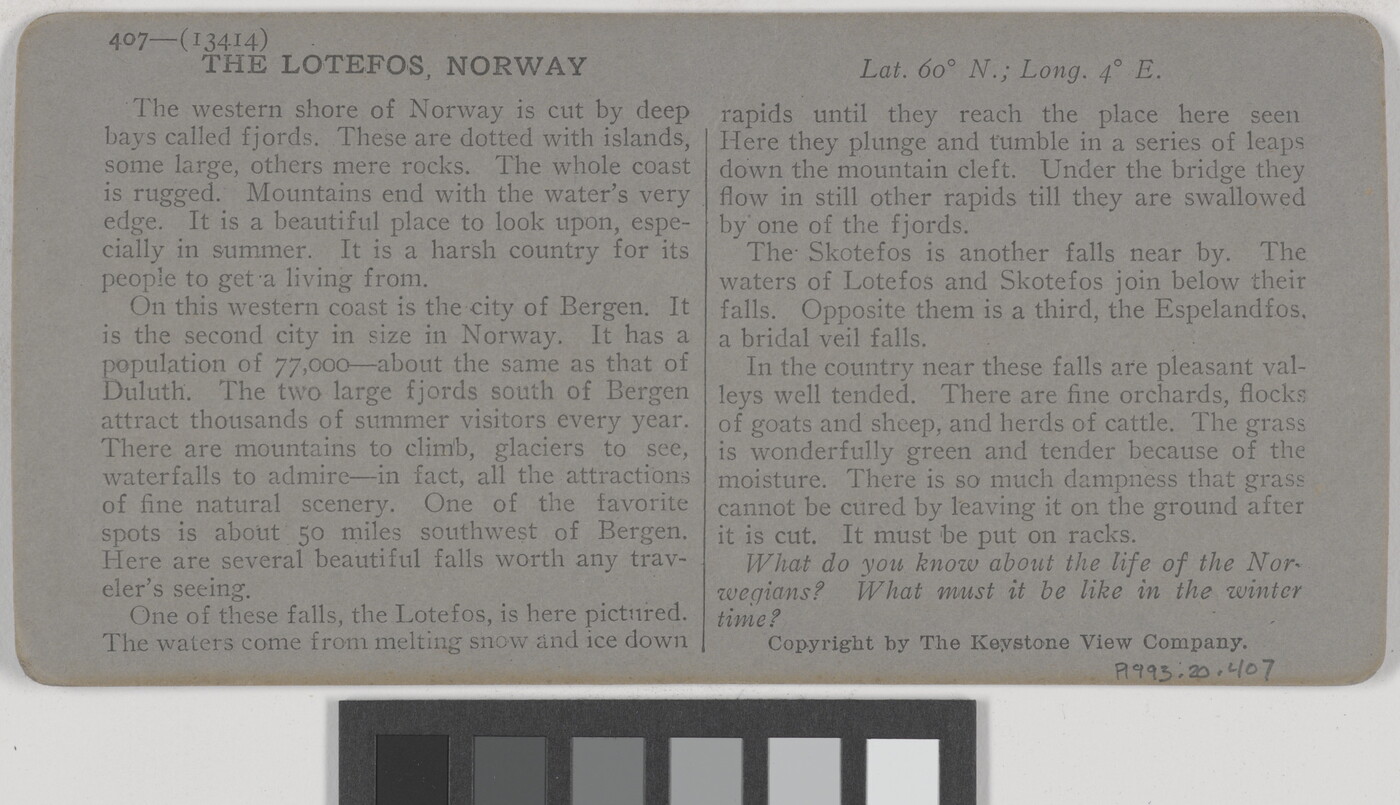 407—(13414)
THE LOTEFOS, NORWAY
The western shore of Norway is cut by deep
bays called fjords. These are dotted with islands,
some large, others mere rocks. The whole coast
is rugged. Mountains end with the water's very
edge. It is a beautiful place to look upon, espe-
cially in summer. It is a harsh country for its
people to get a living from.
On this western coast is the city of Bergen. It
is the second city in size in Norway. It has a
population of 77,000—about the same as that of
Duluth. The two large fjords south of Bergen
attract thousands of summer visitors every year.
There are mountains to climb, glaciers to see,
waterfalls to admire—in fact, all the attractions
of fine natural scenery. One of the favorite
spots is about 50 miles southwest of Bergen.
Here are several beautiful falls worth any trav-
eler's seeing.
One of these falls, the Lotefos, is here pictured.
The waters come from melting snow and ice down
Lat. 60° N.; Long. 4° E.
rapids until they reach the place here seen
Here they plunge and tumble in a series of leaps
down the mountain cleft. Under the bridge they
flow in still other rapids till they are swallowed
by one of the fjords.
The Skotefos is another falls near by. The
waters of Lotefos and Skotefos join below their
falls. Opposite them is a third, the Espelandfos,
a bridal veil falls.
In the country near these falls are pleasant val-
leys well tended. There are fine orchards, flocks
of goats and sheep, and herds of cattle. The grass
is wonderfully green and tender because of the
moisture. There is so much dampness that grass
cannot be cured by leaving it on the ground after
it is cut. It must be put on racks.
What do you know about the life of the Nor-
wegians? What must it be like in the winter
time?
Copyright by The Keystone View Company.
A993.20.407